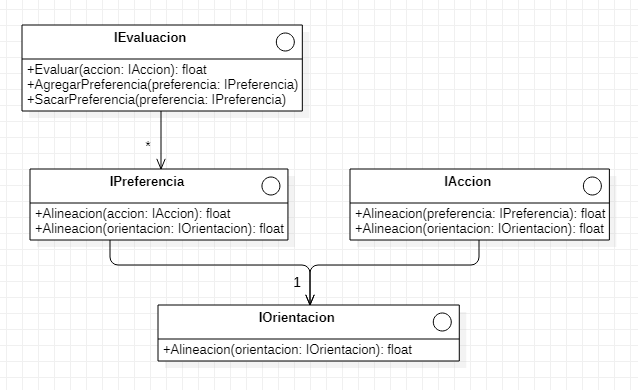 IEvaluacion
+Evaluar(accion: IAccion): float
+AgregarPreferencia(preferencia: IPreferencia)
+SacarPreferencia(preferencia: IPreferencia)
*
IPreferencia
+Alineacion(accion: IAccion): float
+Alineacion(orientacion: IOrientacion): float
IAccion
+Alineacion(preferencia: IPreferencia): float
+Alineacion(orientacion: IOrientacion): float
1
IOrientacion
+Alineacion(orientacion: IOrientacion): float